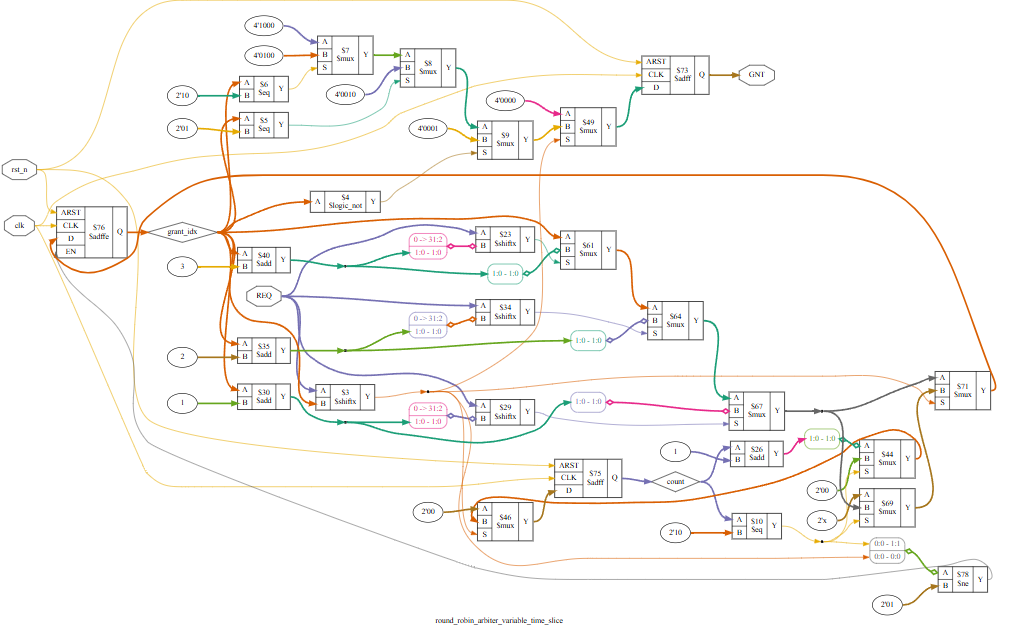 4'1000
4'0100
A
B
S
$7
$mux
Y
A
B
S
$8
$mux
Y
4'0010
2'10
A
B
$6
$eq
Y
2'01
A
B
$5
$eq
Y
4'0000
4'0001
A
B
S
$9
$mux
Y
A
B
S
$49
$mux
Y
ARST
CLK
D
$73
$adff
Q
GNT
rst_n
clk
ARST
CLK
D
EN
$76
$adffe
Q
grant_idx
A
$4
$logic_not
Y
3
A
B
$40
$add
Y
0 -> 31:2
1:0 - 1:0
A
B
$23
$shiftx
Y
1:0 - 1:0
A
B
S
$61
$mux
Y
REQ
0 -> 31:2
1:0 - 1:0
A
B
$34
$shiftx
Y
2
A
B
$35
$add
Y
1:0 - 1:0
A
B
S
$64
$mux
Y
1
A
B
$30
$add
Y
A
B
$3
$shiftx
Y
0 -> 31:2
1:0 - 1:0
A
B
$29
$shiftx
Y
1:0 - 1:0
A
B
S
$67
$mux
Y
A
B
S
$71
$mux
Y
1
A
B
$26
$add
Y
1:0 - 1:0
A
B
S
$44
$mux
Y
2'00
ARST
CLK
D
$75
$adff
Q
count
2'00
A
B
S
$46
$mux
Y
2'10
A
B
$10
$eq
Y
2'x
A
B
S
$69
$mux
Y
0:0 - 1:1
0:0 - 0:0
A
B
$78
$ne
Y
2'01
round_robin_arbiter_variable_time_slice